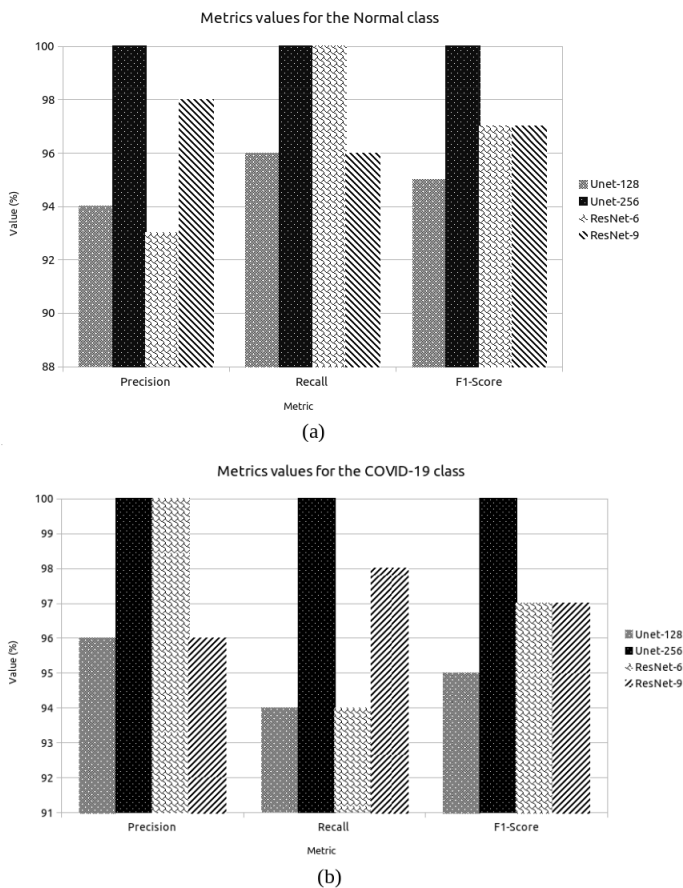 Metrics values for the Normal class
100
98
96
94
92
90
88
Value (%)
Precision
Recall
F1-Score
Metric
Unet-128
Unet-256
ResNet-6
ResNet-9
(a)
Metrics values for the COVID-19 class
100
99
98
97
96
95
94
93
92
91
Value (%)
Precision
Recall
F1-Score
Metric
Unet-128
Unet-256
ResNet-6
ResNet-9
(b)